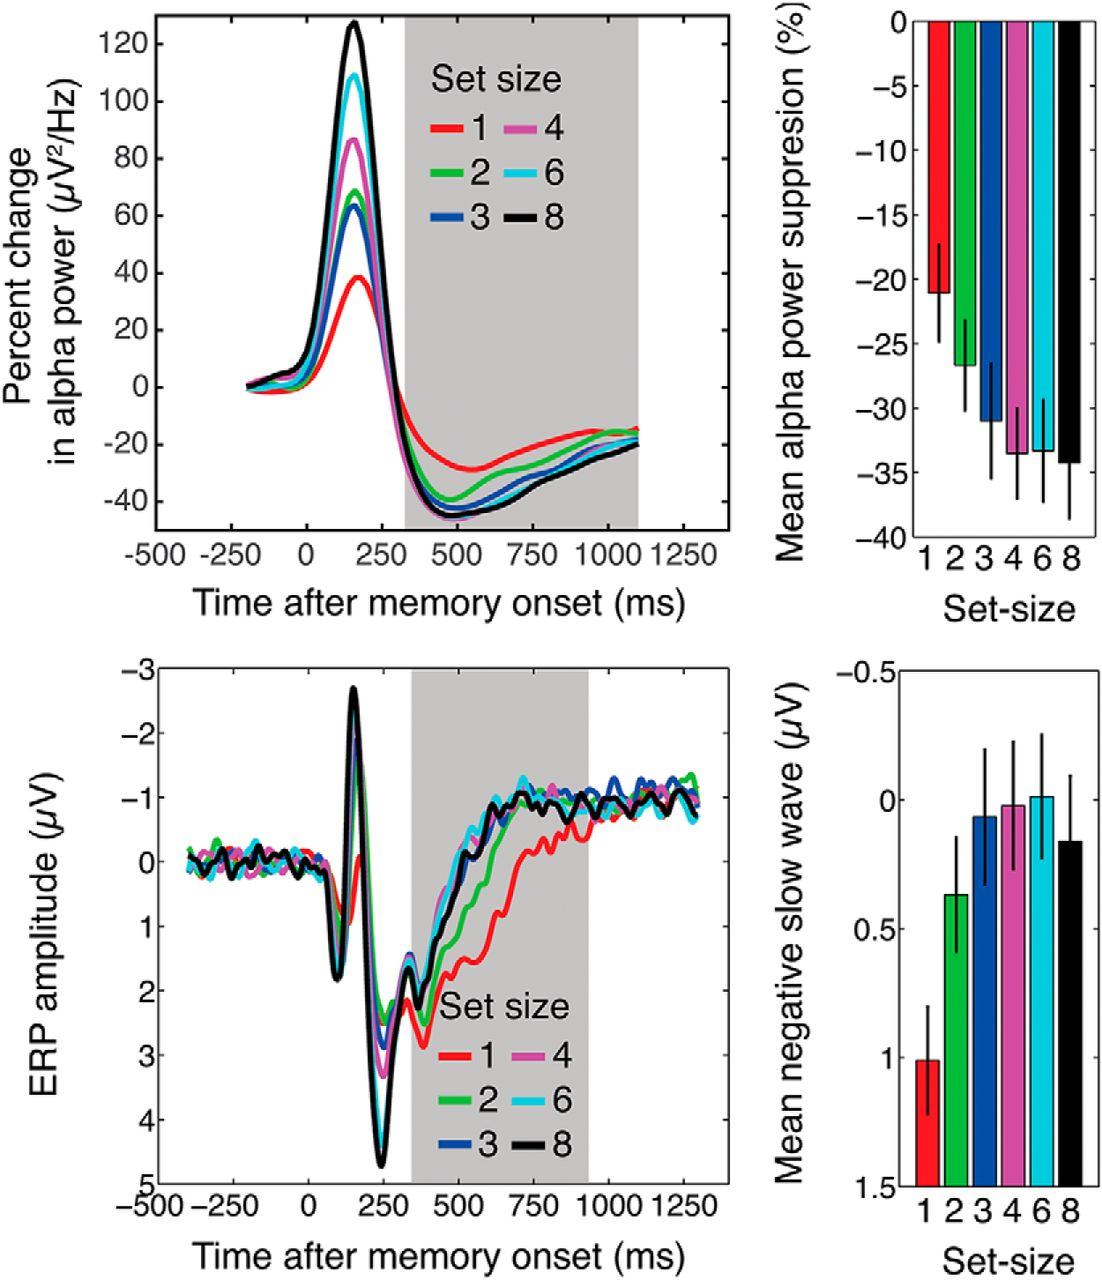 Percent change
in alpha power (µV²/Hz)
120
100
80
60
40
20
0
-20
-40
Set size
1 4
2 6
3 8
-500 -250 0 250 500 750 1000 1250
Time after memory onset (ms)
Mean alpha power suppresion (%)
0
−5
−10
−15
−20
−25
−30
−35
−40
1 2 3 4 6 8
Set-size
ERP amplitude (µV)
−3
−2
−1
0
1
2
3
4
5
Set size
1 4
2 6
3 8
−500 −250 0 250 500 750 1000 1250
Time after memory onset (ms)
Mean negative slow wave (µV)
−0.5
0
0.5
1
1.5
1 2 3 4 6 8
Set-size